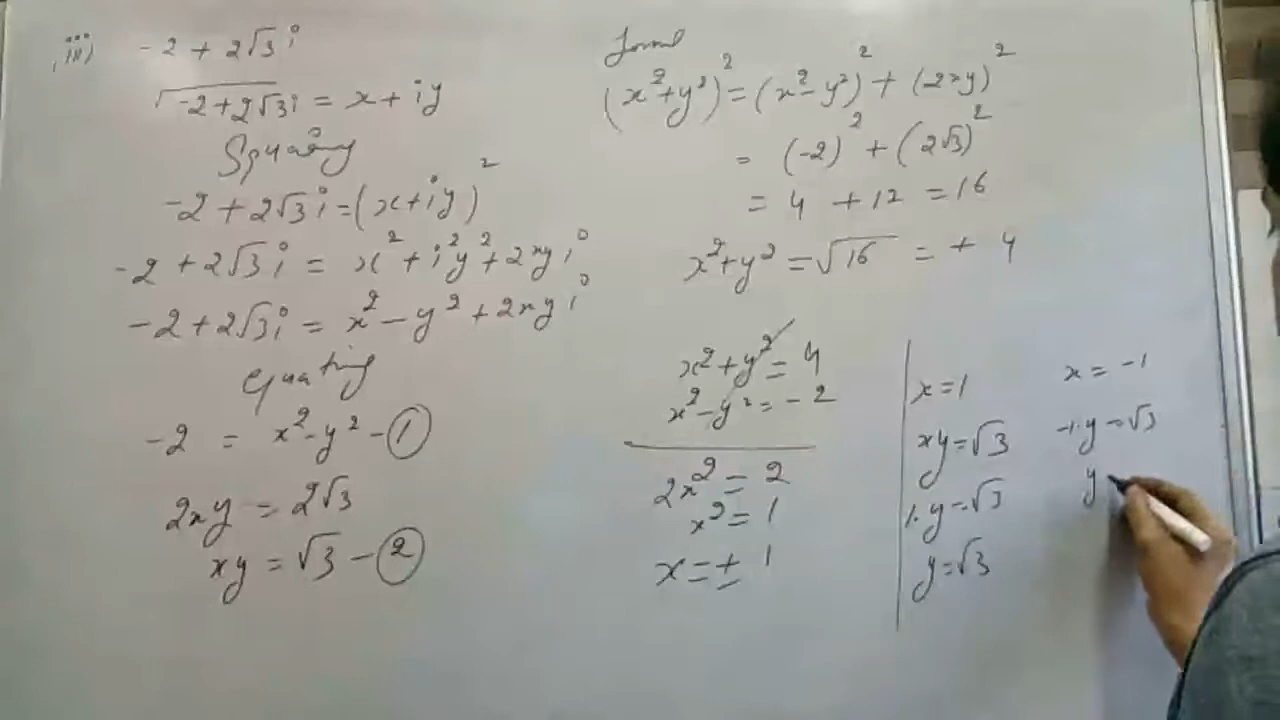 iii) -2 + 2√3 i
√-2+2√3 i = x + iy
Squaring
-2 + 2√3 i = (x+iy)²
-2 + 2√3 i = x² + i²y² + 2xy i
-2 + 2√3 i = x² - y² + 2xy i
Equating
-2 = x² - y² - ①
2xy = 2√3
xy = √3 - ②
(x²+y²)² = (x²-y²)² + (2xy)²
= (-2)² + (2√3)²
= 4 + 12 = 16
x²+y² = √16 = + 4
x²+y² = 4
x²-y² = -2
2x² = 2
x² = 1
x = ± 1
x = 1
xy = √3
1. y = √3
y = √3
x = -1
-1. y = √3
y